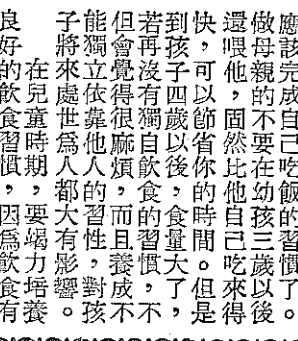 應該完成自己吃飯的習慣。
做母親的不要在幼孩三歲以後
還喂他，固然比他自己吃來得
快，可以節省你的時間。但是
到孩子四歲以後，食量大了，
若再沒有獨自飲食的習慣，不
但會覺得很麻煩，而且養成不
能獨立依靠他人的習性，對孩
子將來處世爲人都大有影響。
在兒童時期，要竭力培養
良好的飲食習慣，因爲飲食有